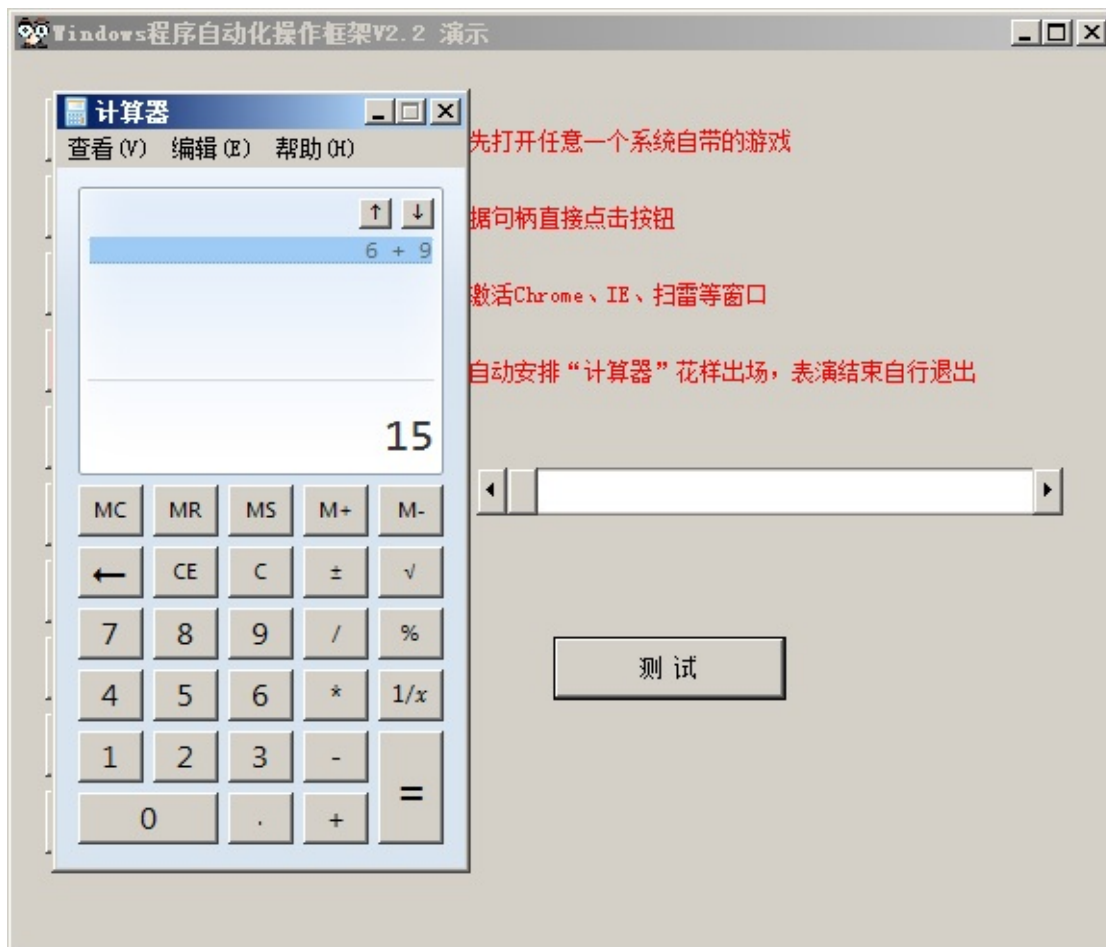 Windows程序自动化操作框架V2.2 演示
计算器
查看(V) 编辑(E) 帮助(H)
先打开任意一个系统自带的游戏
↑ ↓
据句柄直接点击按钮
6 + 9
激活Chrome、IE、扫雷等窗口
自动安排“计算器”花样出场，表演结束自行退出
15
MC MR MS M+ M-
← CE C ± √
7 8 9 / %
测 试
4 5 6 * 1/x
1 2 3 - =
0 . +